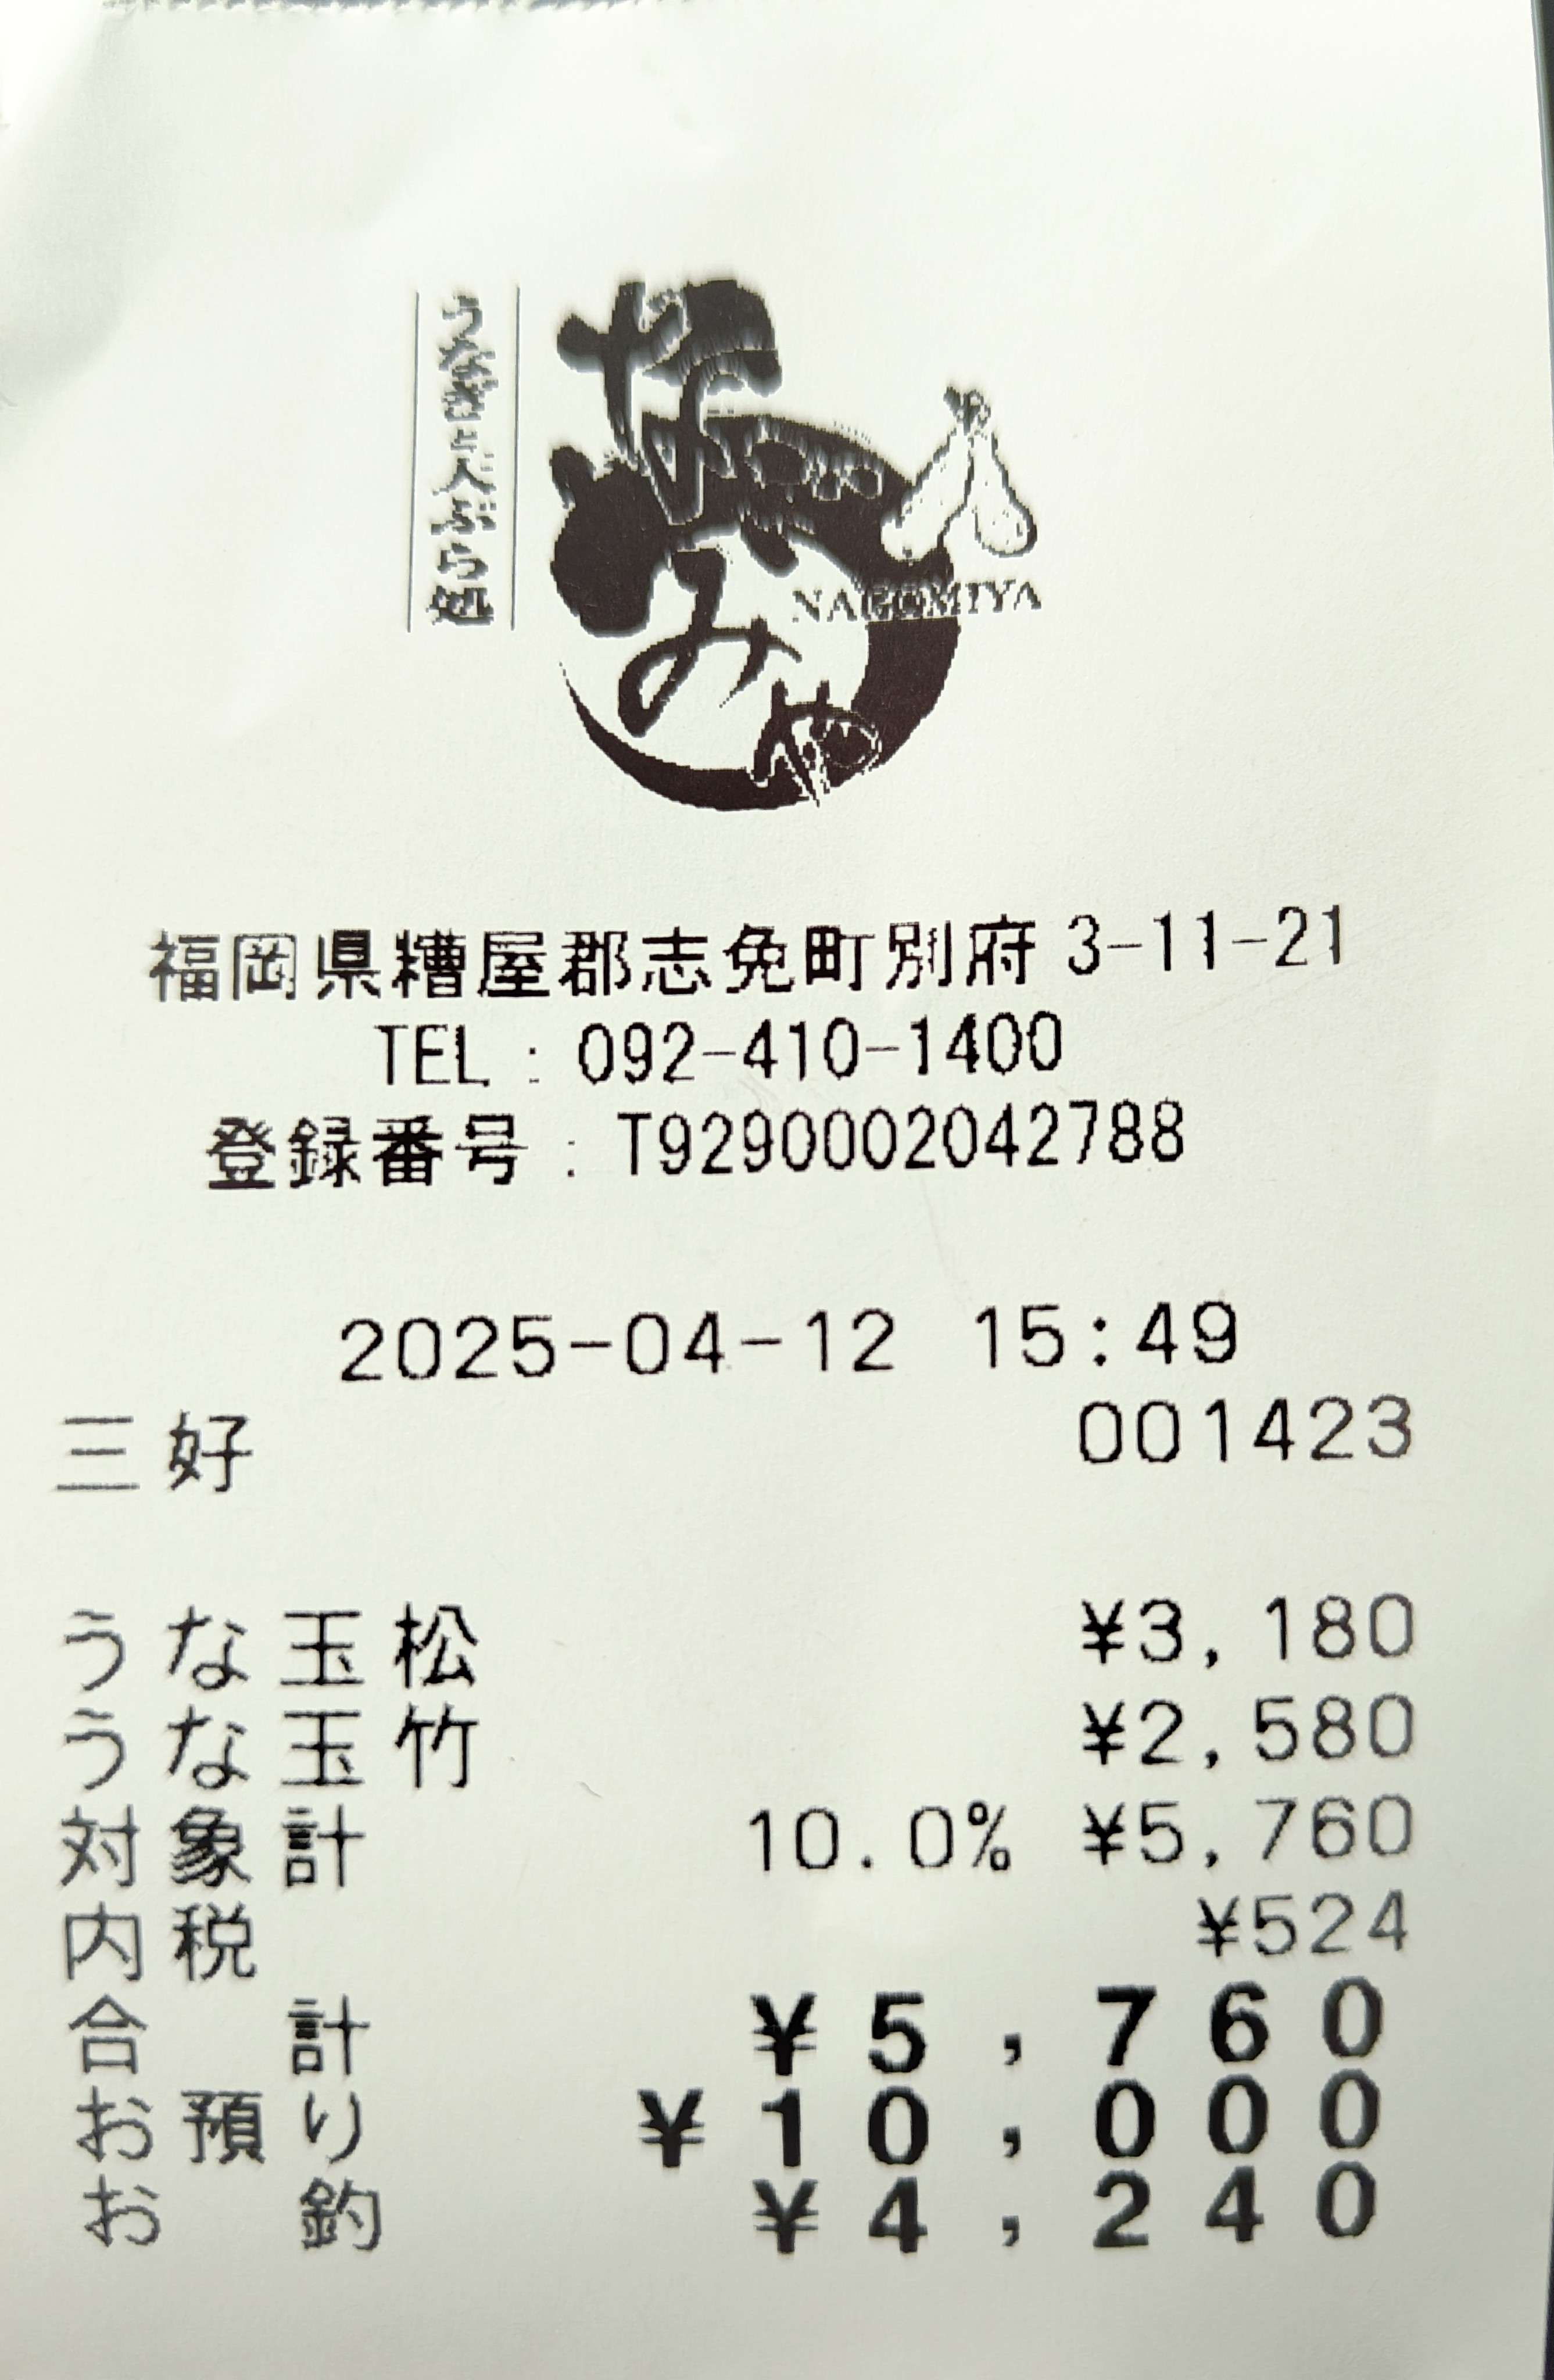 うなぎと天ぷら処
なごみや
NAGOMIYA
福岡県糟屋郡志免町別府3-11-21
TEL : 092-410-1400
登録番号 : T9290002042788
2025-04-12 15:49
三好 001423
うな玉松 ¥3,180
うな玉竹 ¥2,580
対象計 10.0% ¥5,760
内税 ¥524
合 計 ¥5,760
お預り ¥10,000
お 釣 ¥4,240